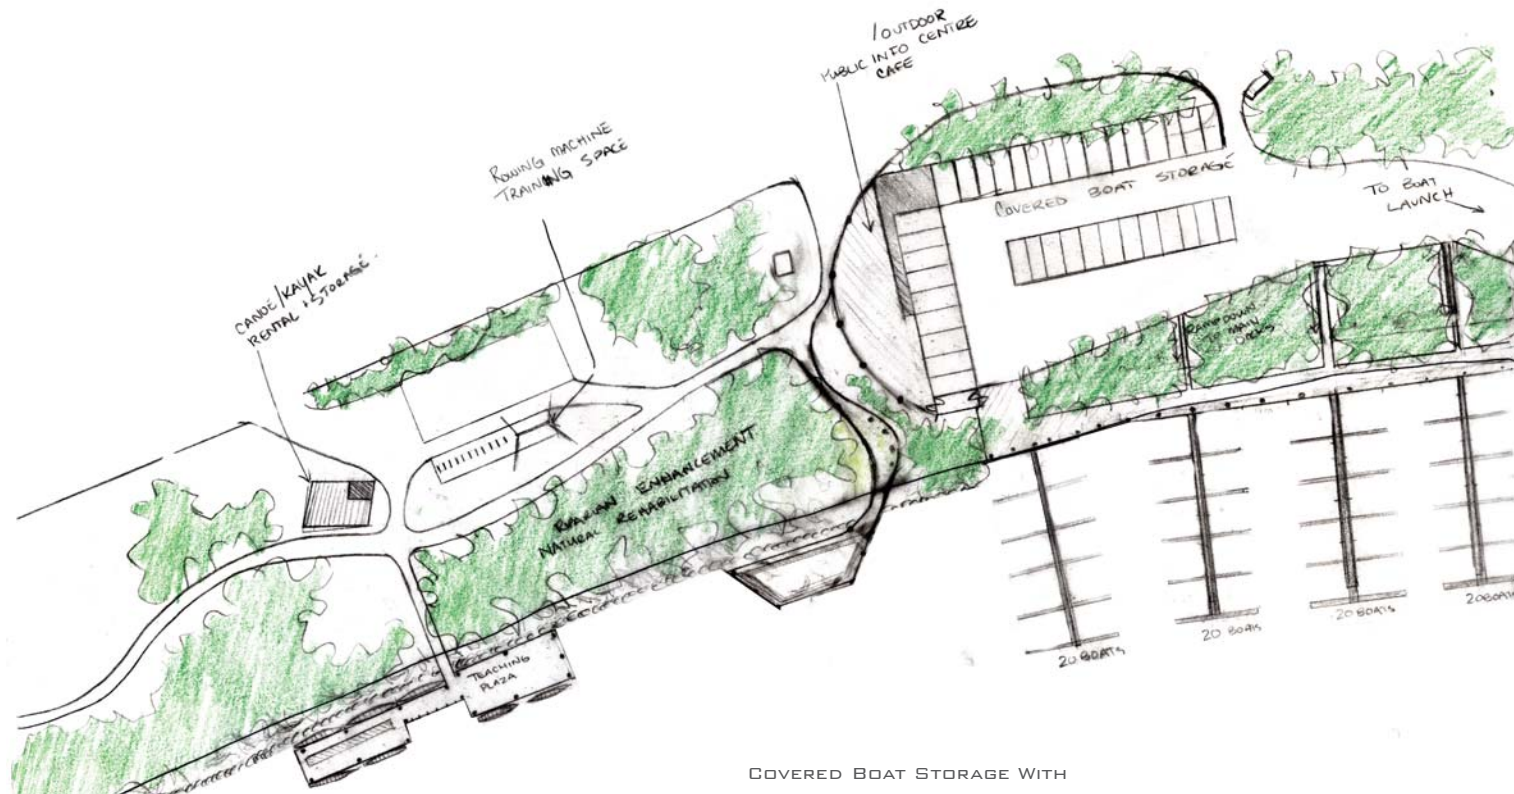 /OUTDOOR
PUBLIC INFO CENTRE
CAFE
ROWING MACHINE
TRAINING SPACE
CANOE/KAYAK
RENTAL + STORAGE
COVERED BOAT STORAGE
TO BOAT
LAUNCH
RAMP DOWN
TO MAIN
DOCKS
RIPARIAN ENHANCEMENT
NATURAL REHABILITATION
TEACHING
PLAZA
20 BOATS
20 BOATS
20 BOATS
20 BOATS
COVERED BOAT STORAGE WITH